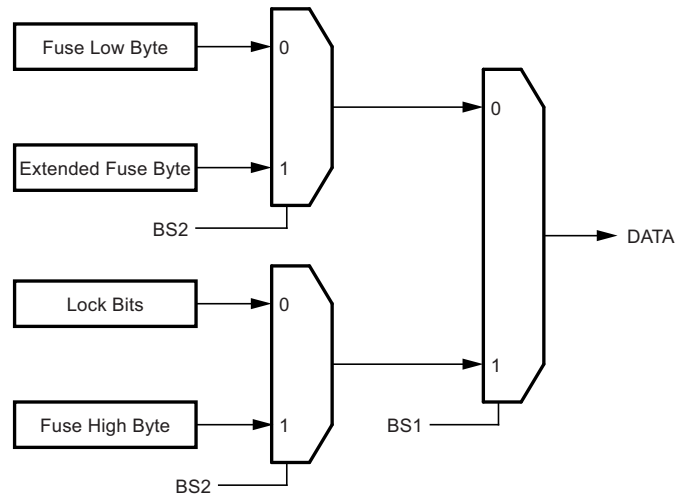 Fuse Low Byte
0
0
Extended Fuse Byte
1
BS2
DATA
Lock Bits
0
1
Fuse High Byte
1
BS1
BS2